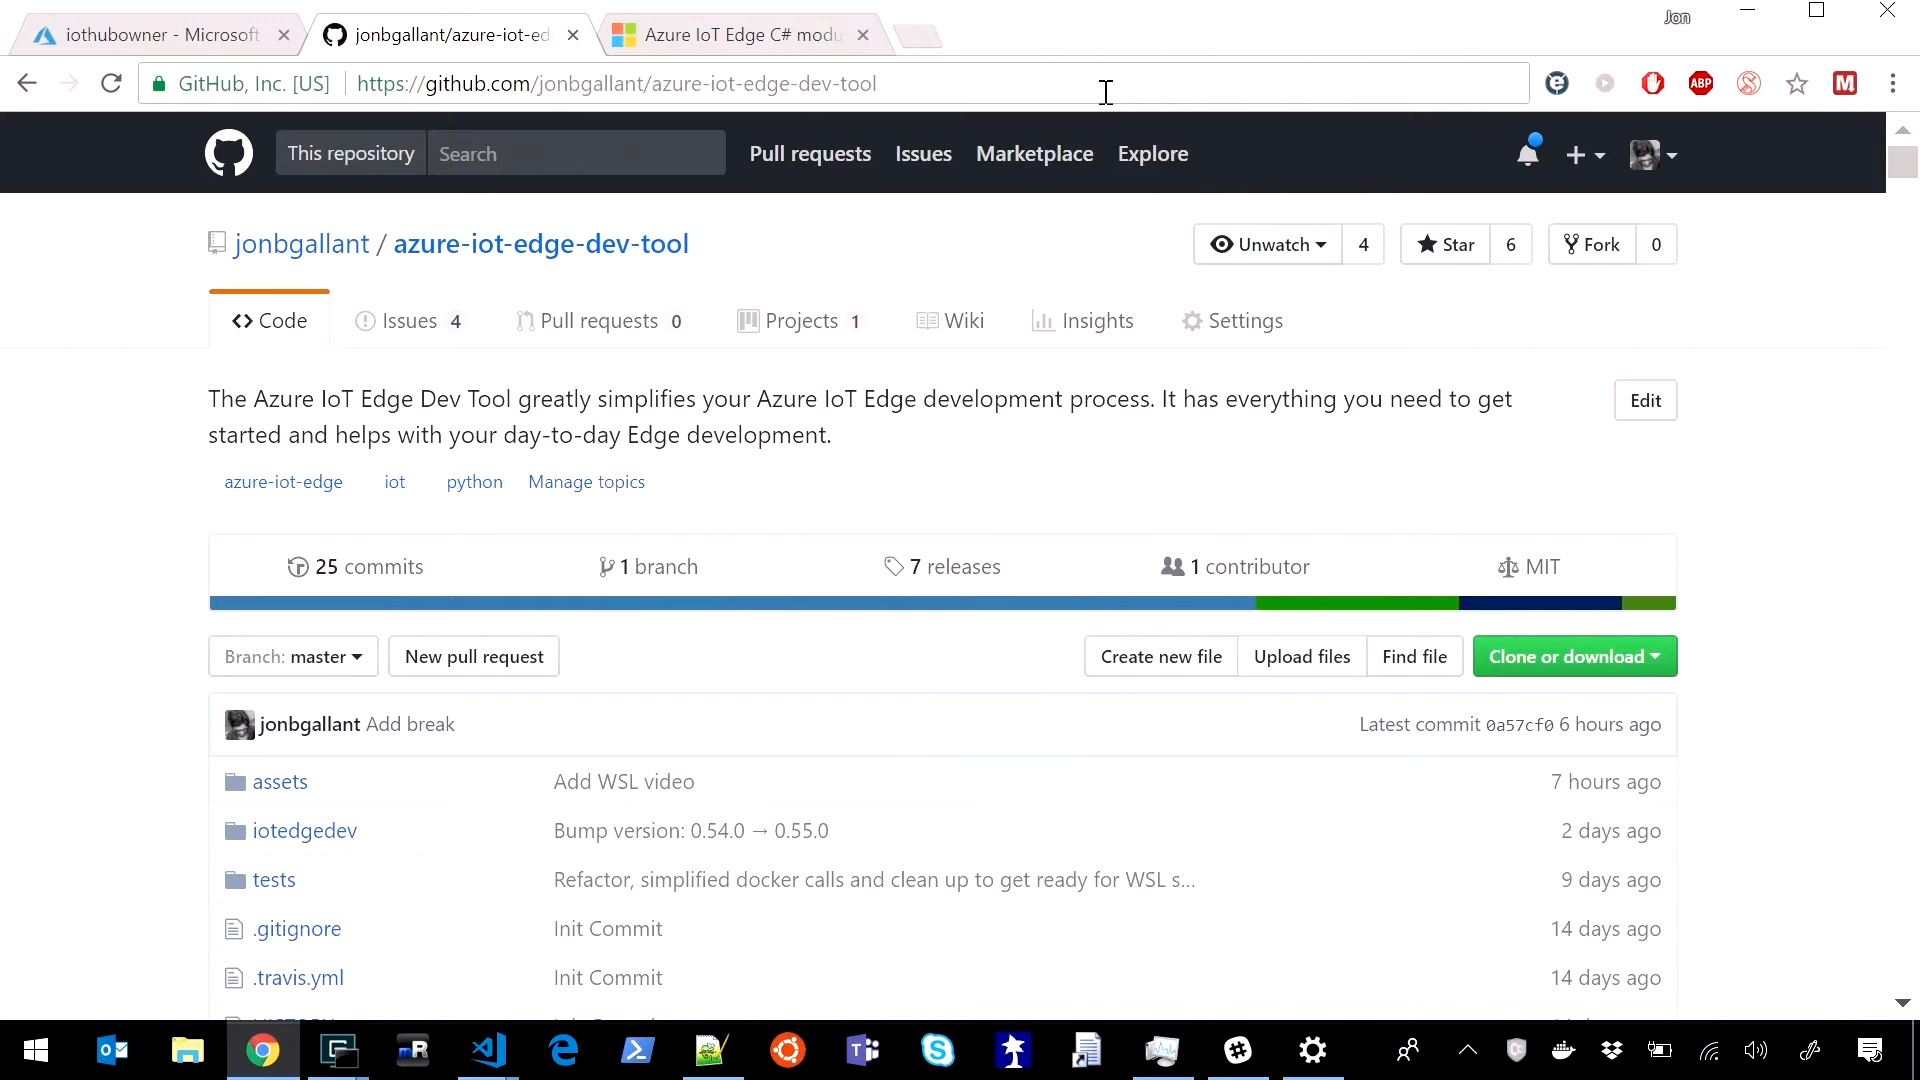 Jon
iothubowner - Microsoft
jonbgallant/azure-iot-ed
Azure IoT Edge C# modu
GitHub, Inc. [US]
https://github.com/jonbgallant/azure-iot-edge-dev-tool
ABP
M
This repository
Search
Pull requests
Issues
Marketplace
Explore
jonbgallant / azure-iot-edge-dev-tool
Unwatch 4
Star 6
Fork 0
Code
Issues 4
Pull requests 0
Projects 1
Wiki
Insights
Settings
The Azure IoT Edge Dev Tool greatly simplifies your Azure IoT Edge development process. It has everything you need to get
started and helps with your day-to-day Edge development.
Edit
azure-iot-edge iot python Manage topics
25 commits
1 branch
7 releases
1 contributor
MIT
Branch: master
New pull request
Create new file
Upload files
Find file
Clone or download
jonbgallant Add break
Latest commit 0a57cf0 6 hours ago
assets Add WSL video 7 hours ago
iotedgedev Bump version: 0.54.0 → 0.55.0 2 days ago
tests Refactor, simplified docker calls and clean up to get ready for WSL s... 9 days ago
.gitignore Init Commit 14 days ago
.travis.yml Init Commit 14 days ago